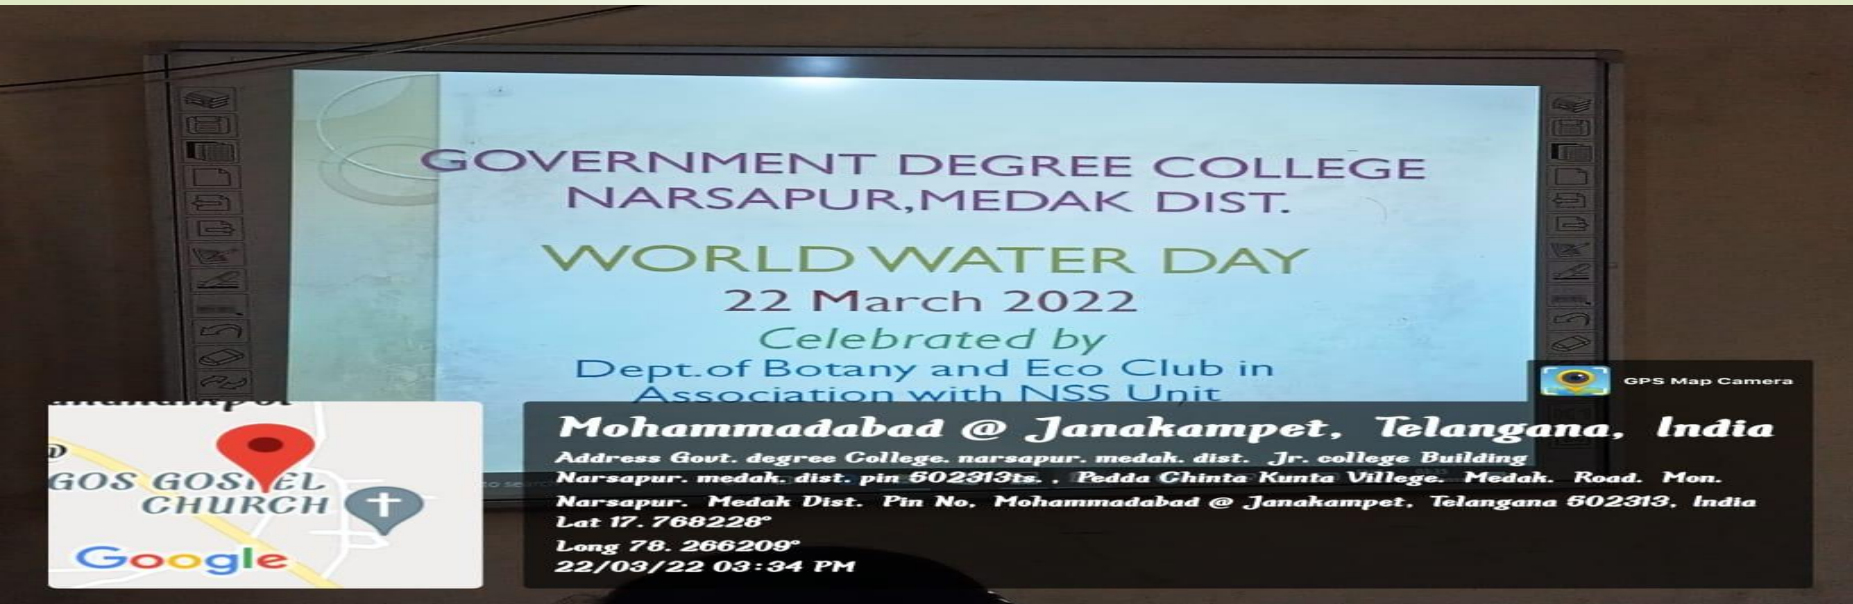 GOVERNMENT DEGREE COLLEGE
NARSAPUR,MEDAK DIST.
WORLD WATER DAY
22 March 2022
Celebrated by
Dept.of Botany and Eco Club in
Association with NSS Unit
GPS Map Camera
GOS GOSPEL
CHURCH
Google
Mohammadabad @ Janakampet, Telangana, India
Address Govt. degree College. narsapur. medak. dist. Jr. college Building
Narsapur. medak. dist. pin 502313ts. , Pedda Chinta Kunta Villege. Medak. Road. Mon.
Narsapur. Medak Dist. Pin No, Mohammadabad @ Janakampet, Telangana 502313, India
Lat 17. 768228°
Long 78. 266209°
22/03/22 03:34 PM